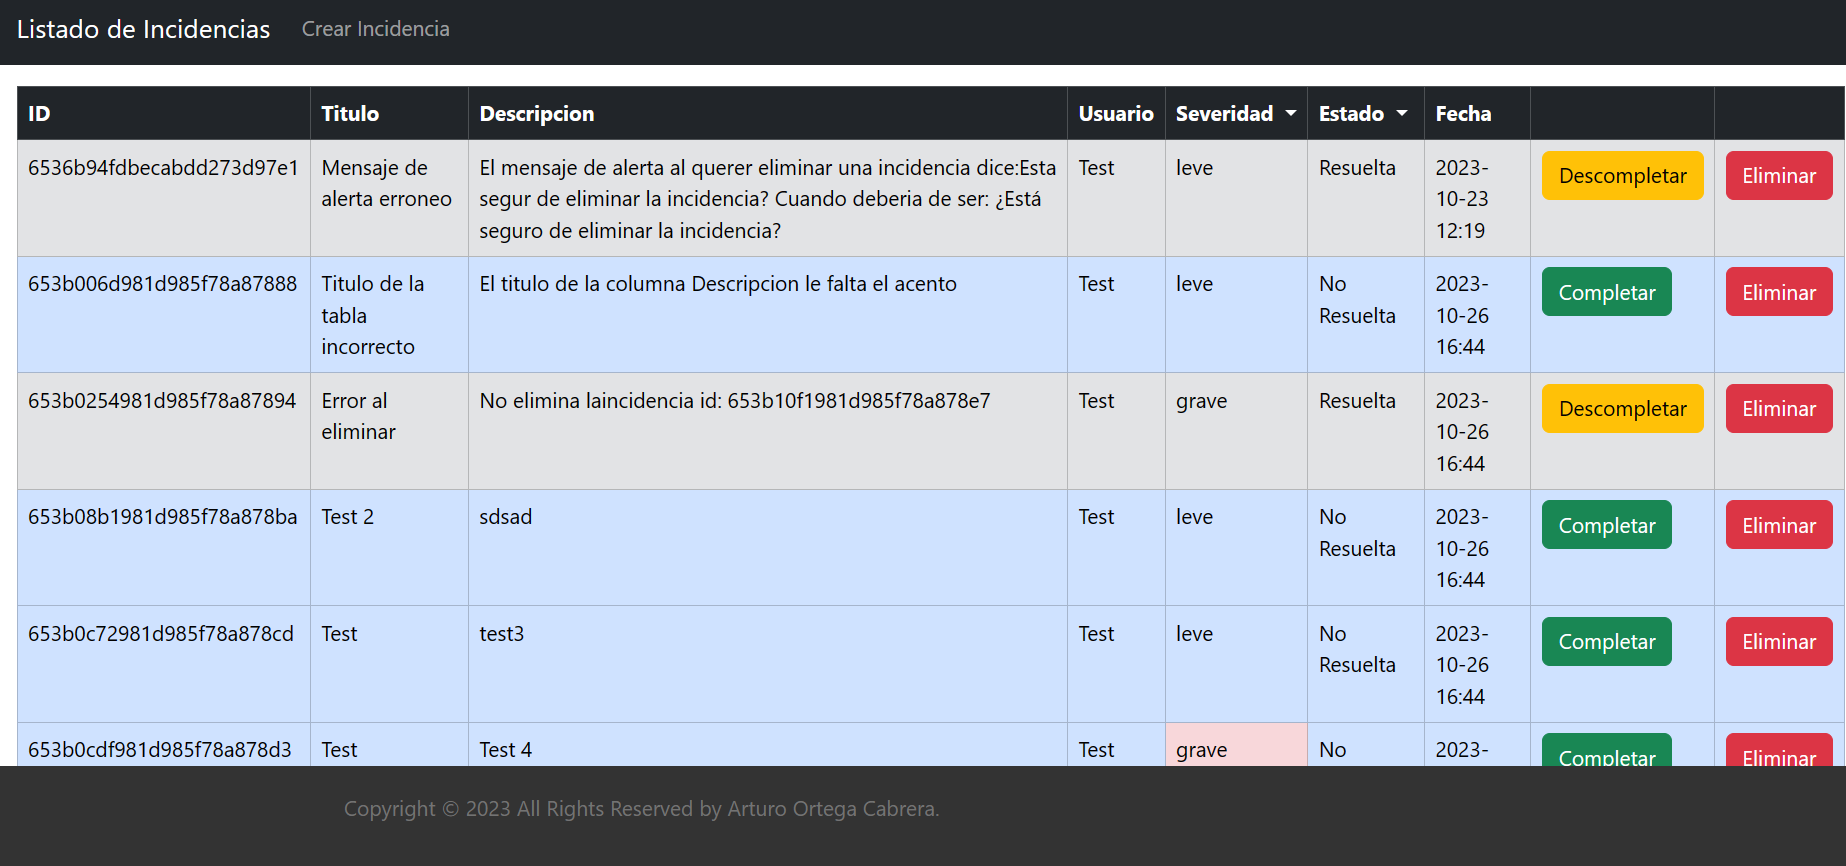 Listado de Incidencias Crear Incidencia
ID Titulo Descripcion Usuario Severidad Estado Fecha
6536b94fdbecabdd273d97e1 Mensaje de El mensaje de alerta al querer eliminar una incidencia dice:Esta Test leve Resuelta 2023- Descompletar Eliminar
alerta erroneo segur de eliminar la incidencia? Cuando deberia de ser: ¿Está 10-23
seguro de eliminar la incidencia? 12:19
653b006d981d985f78a87888 Titulo de la El titulo de la columna Descripcion le falta el acento Test leve No 2023- Completar Eliminar
tabla Resuelta 10-26
incorrecto 16:44
653b0254981d985f78a87894 Error al No elimina laincidencia id: 653b10f1981d985f78a878e7 Test grave Resuelta 2023- Descompletar Eliminar
eliminar 10-26
16:44
653b08b1981d985f78a878ba Test 2 sdsad Test leve No 2023- Completar Eliminar
Resuelta 10-26
16:44
653b0c72981d985f78a878cd Test test3 Test leve No 2023- Completar Eliminar
Resuelta 10-26
16:44
653b0cdf981d985f78a878d3 Test Test 4 Test grave No 2023- Completar Eliminar
Copyright © 2023 All Rights Reserved by Arturo Ortega Cabrera.